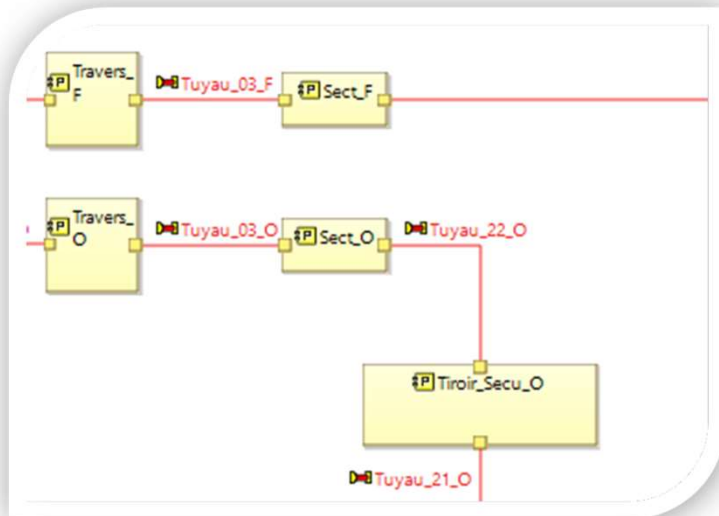 Travers_
F
Tuyau_03_F
Sect_F
Travers_
O
Tuyau_03_O
Sect_O
Tuyau_22_O
Tiroir_Secu_O
Tuyau_21_O